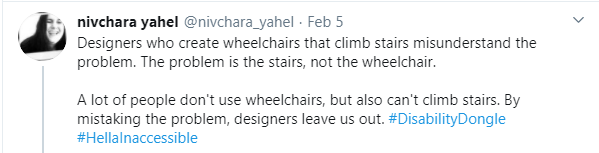 nivchara yahel @nivchara_yahel · Feb 5
Designers who create wheelchairs that climb stairs misunderstand the
problem. The problem is the stairs, not the wheelchair.
A lot of people don't use wheelchairs, but also can't climb stairs. By
mistaking the problem, designers leave us out. #DisabilityDongle
#HellaInaccessible